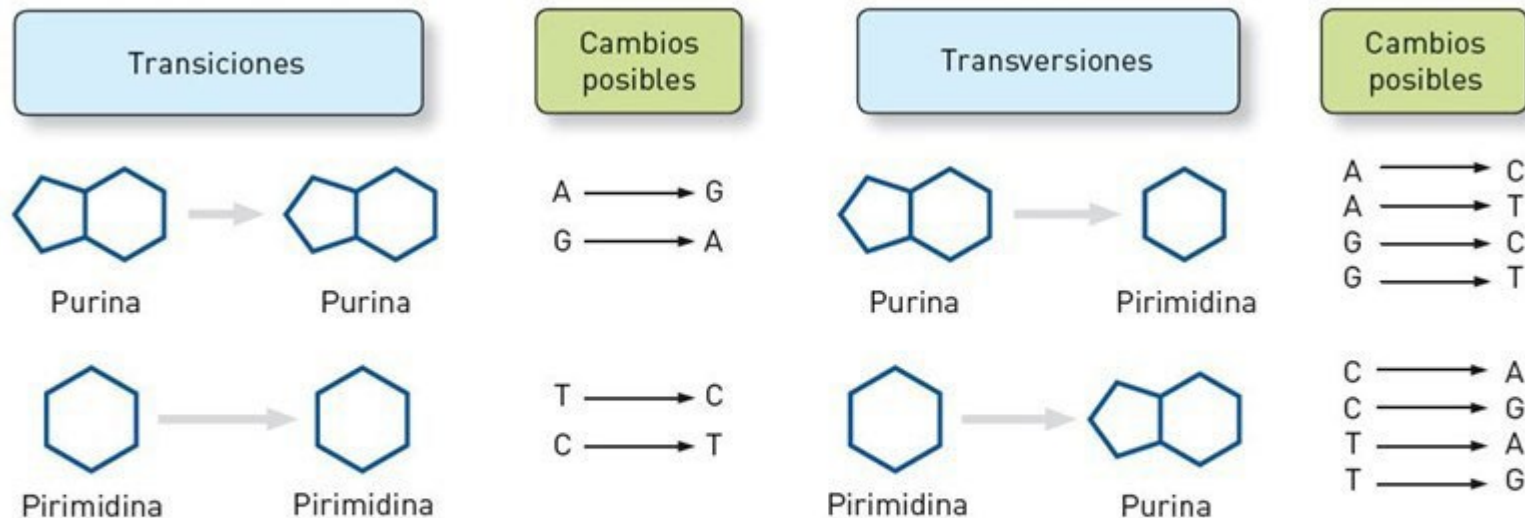 Transiciones
Cambios
posibles
Transversiones
Cambios
posibles
Purina
Purina
A → G
G → A
Purina
Pirimidina
A → C
A → T
G → C
G → T
Pirimidina
Pirimidina
T → C
C → T
Pirimidina
Purina
C → A
C → G
T → A
T → G